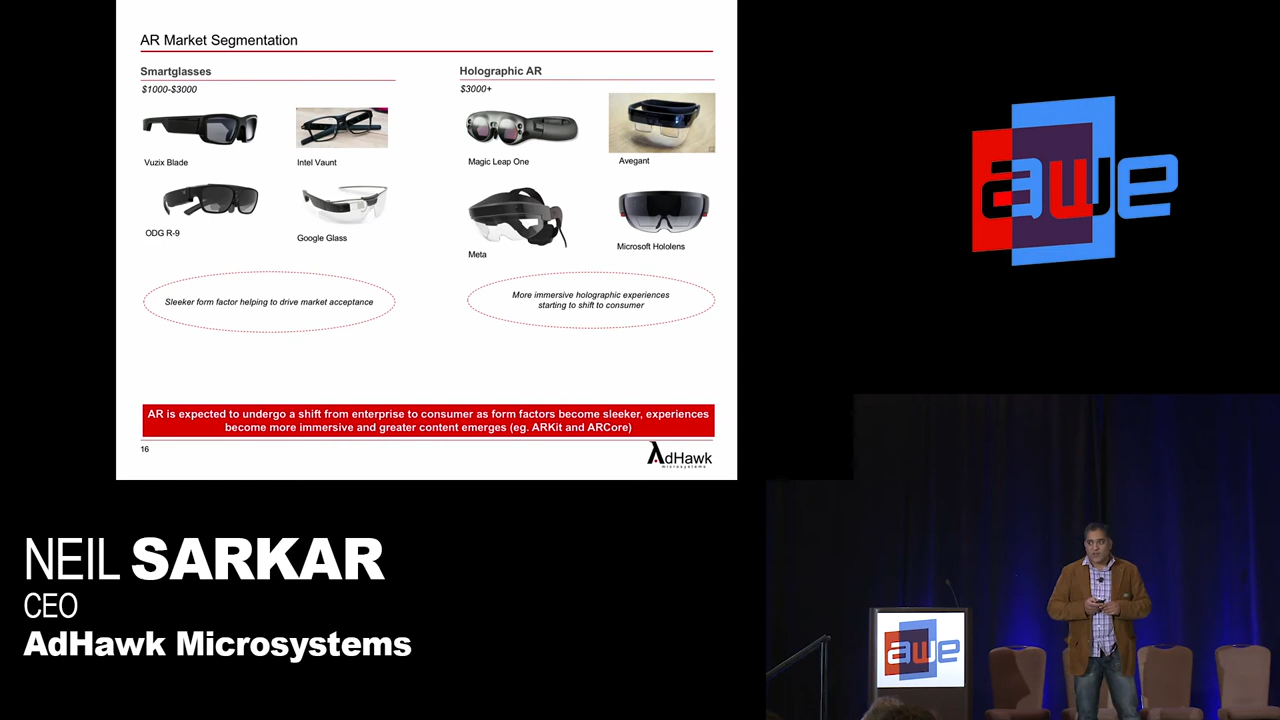 AR Market Segmentation
Smartglasses
$1000-$3000
Vuzix Blade
Intel Vaunt
ODG R-9
Google Glass
Sleeker form factor helping to drive market acceptance
Holographic AR
$3000+
Magic Leap One
Avegant
Meta
Microsoft Hololens
More immersive holographic experiences
starting to shift to consumer
AR is expected to undergo a shift from enterprise to consumer as form factors become sleeker, experiences
become more immersive and greater content emerges (eg. ARKit and ARCore)
16
AdHawk
microsystems
awe
NEIL SARKAR
CEO
AdHawk Microsystems
awe